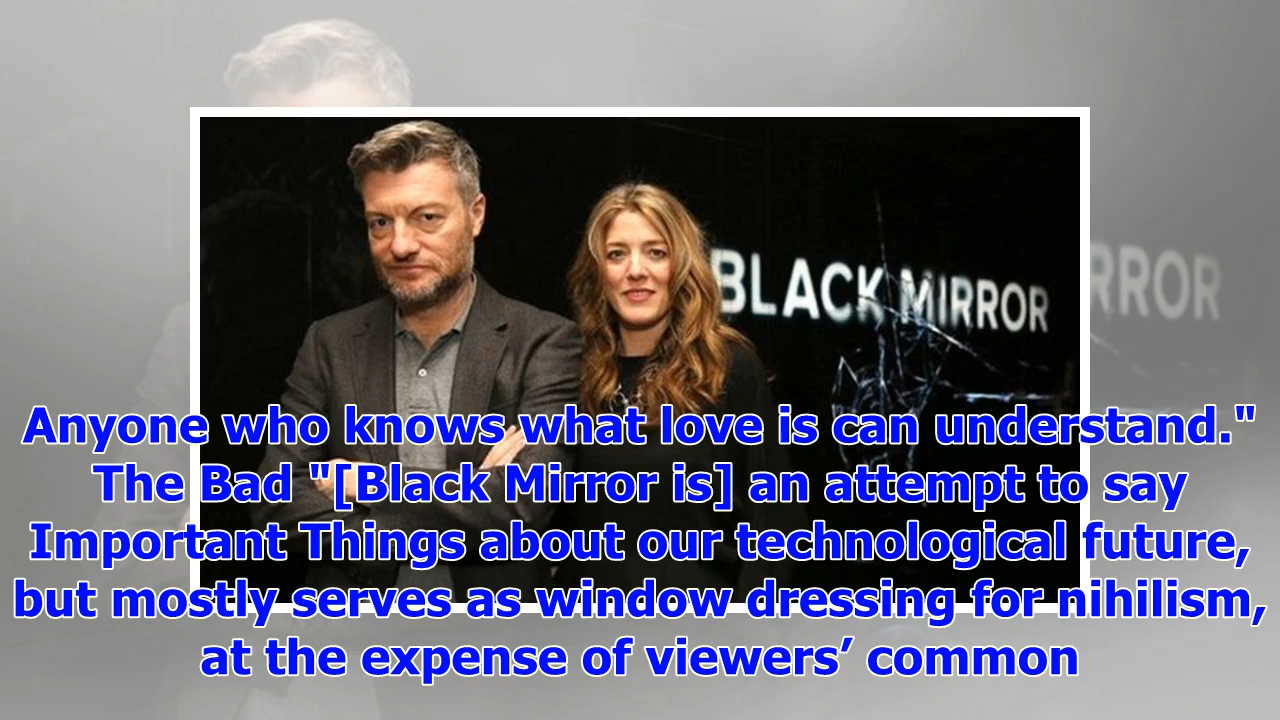 BLACK MIRROR
RROR
Anyone who knows what love is can understand."
The Bad "[Black Mirror is] an attempt to say
Important Things about our technological future,
but mostly serves as window dressing for nihilism,
at the expense of viewers’ common